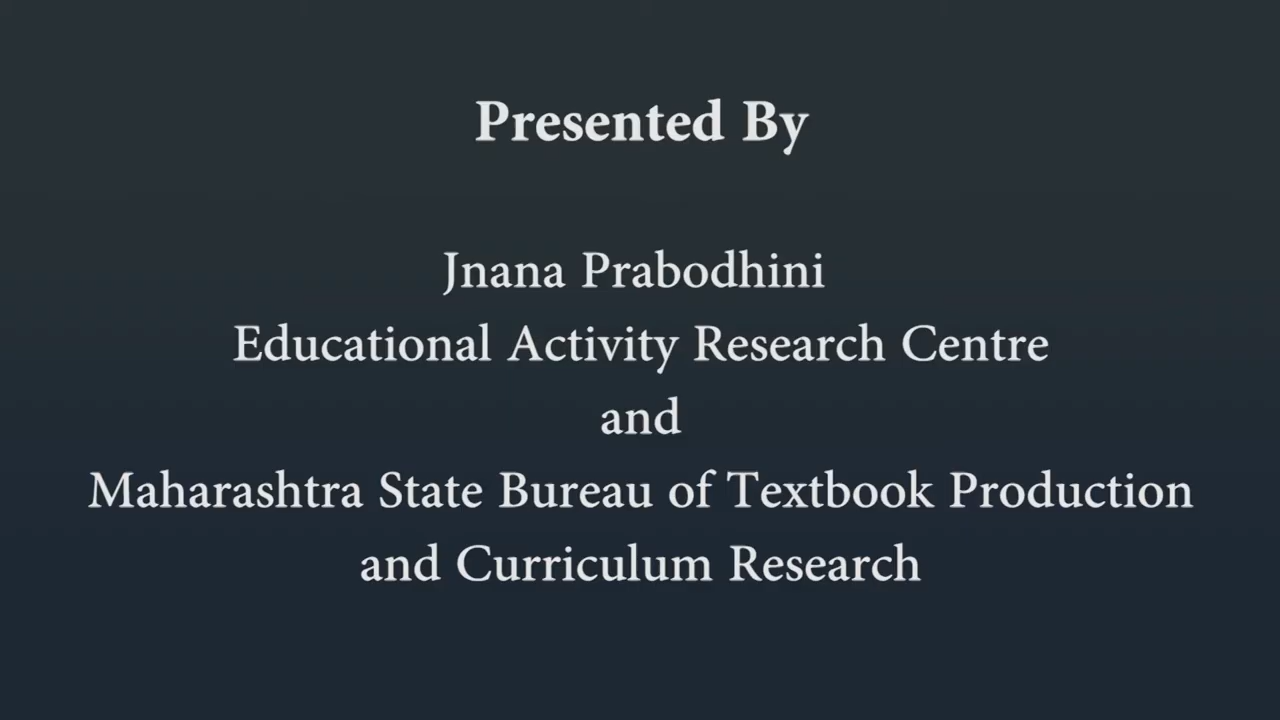 Presented By
Jnana Prabodhini
Educational Activity Research Centre
and
Maharashtra State Bureau of Textbook Production
and Curriculum Research